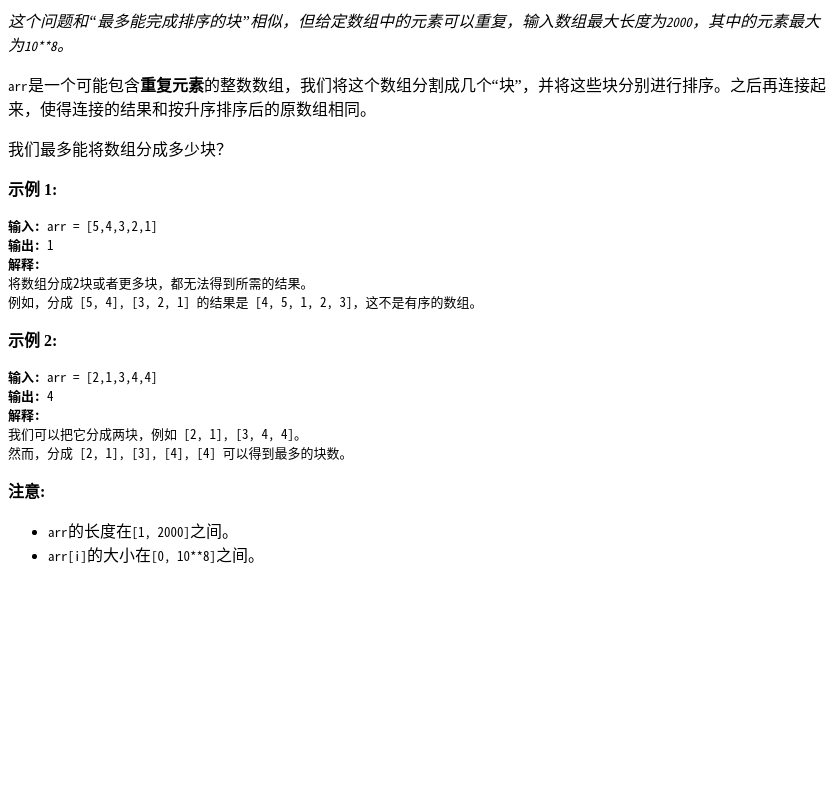 这个问题和“最多能完成排序的块”相似，但给定数组中的元素可以重复，输入数组最大长度为2000，其中的元素最大
为10**8。
arr是一个可能包含重复元素的整数数组，我们将这个数组分割成几个“块”，并将这些块分别进行排序。之后再连接起
来，使得连接的结果和按升序排序后的原数组相同。
我们最多能将数组分成多少块？
示例 1:
输入: arr = [5,4,3,2,1]
输出: 1
解释:
将数组分成2块或者更多块，都无法得到所需的结果。
例如，分成 [5, 4], [3, 2, 1] 的结果是 [4, 5, 1, 2, 3]，这不是有序的数组。
示例 2:
输入: arr = [2,1,3,4,4]
输出: 4
解释:
我们可以把它分成两块，例如 [2, 1], [3, 4, 4]。
然而，分成 [2, 1], [3], [4], [4] 可以得到最多的块数。
注意:
• arr的长度在[1, 2000]之间。
• arr[i]的大小在[0, 10**8]之间。